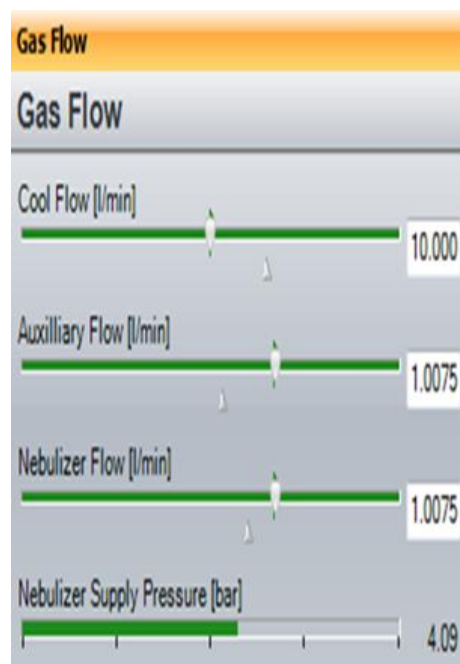 Gas Flow
Gas Flow
Cool Flow [l/min]
10.000
Auxilliary Flow [l/min]
1.0075
Nebulizer Flow [l/min]
1.0075
Nebulizer Supply Pressure [bar]
4.09